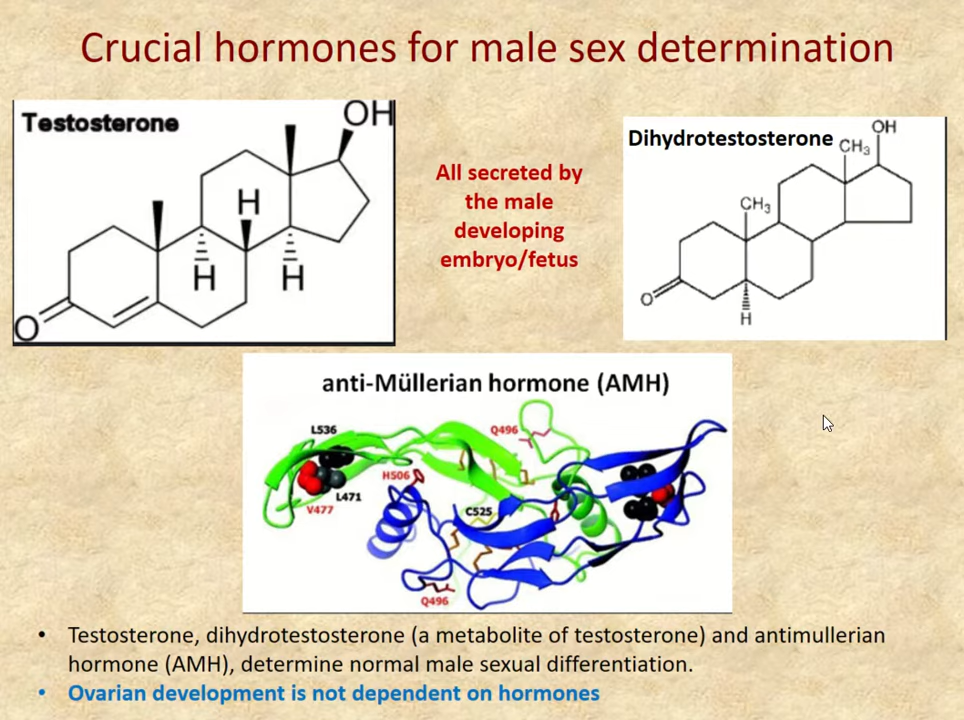 Crucial hormones for male sex determination
Testosterone
OH
H
H
H
O
All secreted by
the male
developing
embryo/fetus
Dihydrotestosterone
OH
CH₃
CH₃
O
H
anti-Müllerian hormone (AMH)
L536
Q496
H506
L471
V477
C525
Q496
• Testosterone, dihydrotestosterone (a metabolite of testosterone) and antimullerian
hormone (AMH), determine normal male sexual differentiation.
• Ovarian development is not dependent on hormones